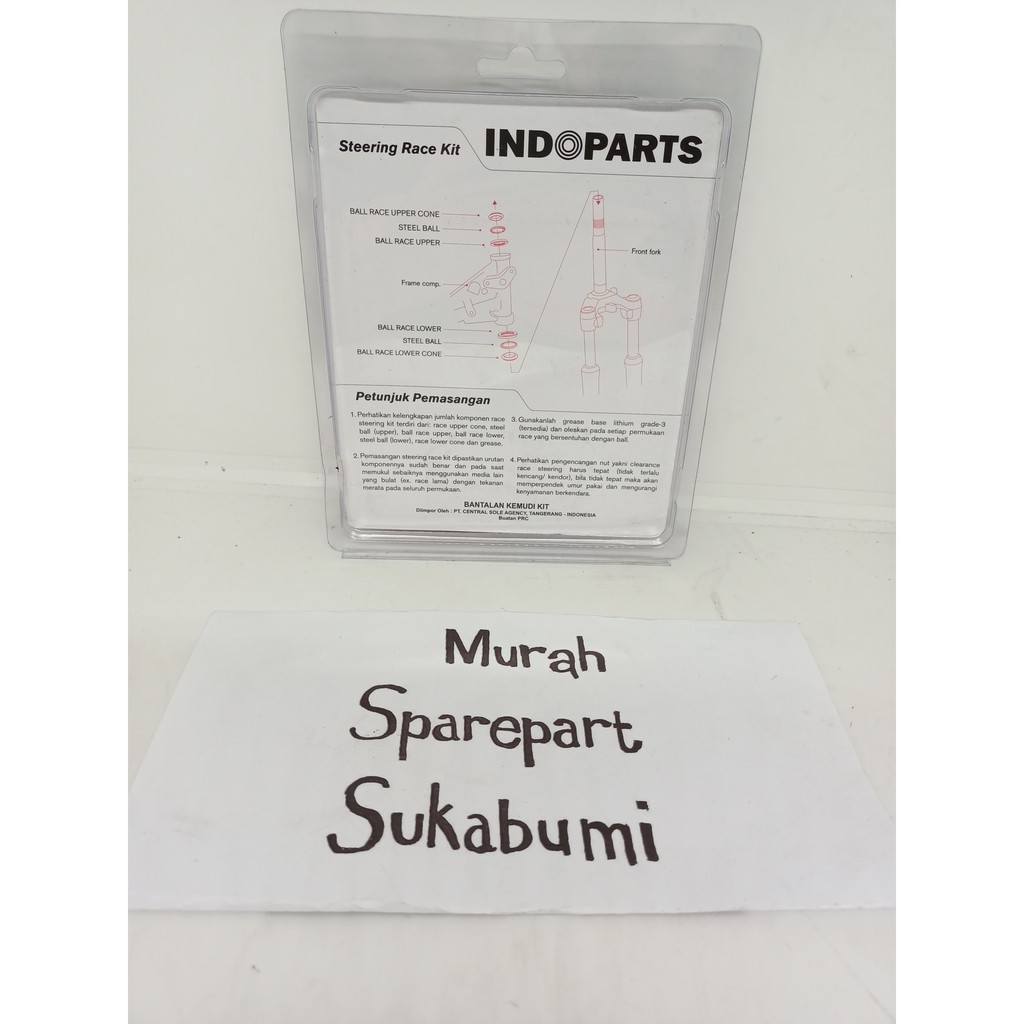 Steering Race Kit
INDOPARTS
BALL RACE UPPER CONE
STEEL BALL
BALL RACE UPPER
Front fork
Frame comp.
BALL RACE LOWER
STEEL BALL
BALL RACE LOWER CONE
Petunjuk Pemasangan
1. Perhatikan kelengkapan jumlah komponen race
steering kit terdiri dari: race upper cone, steel
ball (upper), ball race upper, ball race lower,
steel ball (lower), race lower cone dan grease.
2. Pemasangan steering race kit dipastikan urutan
komponennya sudah benar dan pada saat
memukul sebaiknya menggunakan media lain
yang bulat (ex. race lama) dengan tekanan
merata pada seluruh permukaan.
3. Gunakanlah grease base lithium grade-3
(tersedia) dan oleskan pada setiap permukaan
race yang bersentuhan dengan ball.
4. Perhatikan pengencangan nut yakni clearance
race steering harus tepat (tidak terlalu
kencang/ kendor), bila tidak tepat maka akan
memperpendek umur pakai dan mengurangi
kenyamanan berkendara.
BANTALAN KEMUDI KIT
Diimpor Oleh : PT. CENTRAL SOLE AGENCY, TANGERANG - INDONESIA
Buatan PRC
Murah
Sparepart
Sukabumi